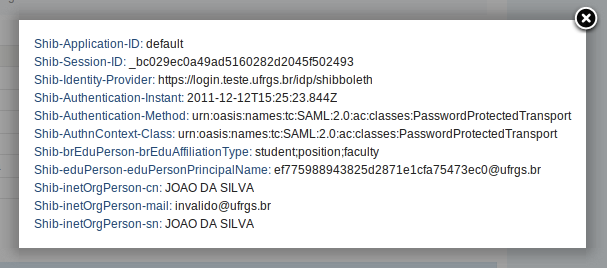 Shib-Application-ID: default
Shib-Session-ID: _bc029ec0a49ad5160282d2045f502493
Shib-Identity-Provider: https://login.teste.ufrgs.br/idp/shibboleth
Shib-Authentication-Instant: 2011-12-12T15:25:23.844Z
Shib-Authentication-Method: urn:oasis:names:tc:SAML:2.0:ac:classes:PasswordProtectedTransport
Shib-AuthnContext-Class: urn:oasis:names:tc:SAML:2.0:ac:classes:PasswordProtectedTransport
Shib-brEduPerson-brEduAffiliationType: student;position;faculty
Shib-eduPerson-eduPersonPrincipalName: ef775988943825d2871e1cfa75473ec0@ufrgs.br
Shib-inetOrgPerson-cn: JOAO DA SILVA
Shib-inetOrgPerson-mail: invalido@ufrgs.br
Shib-inetOrgPerson-sn: JOAO DA SILVA